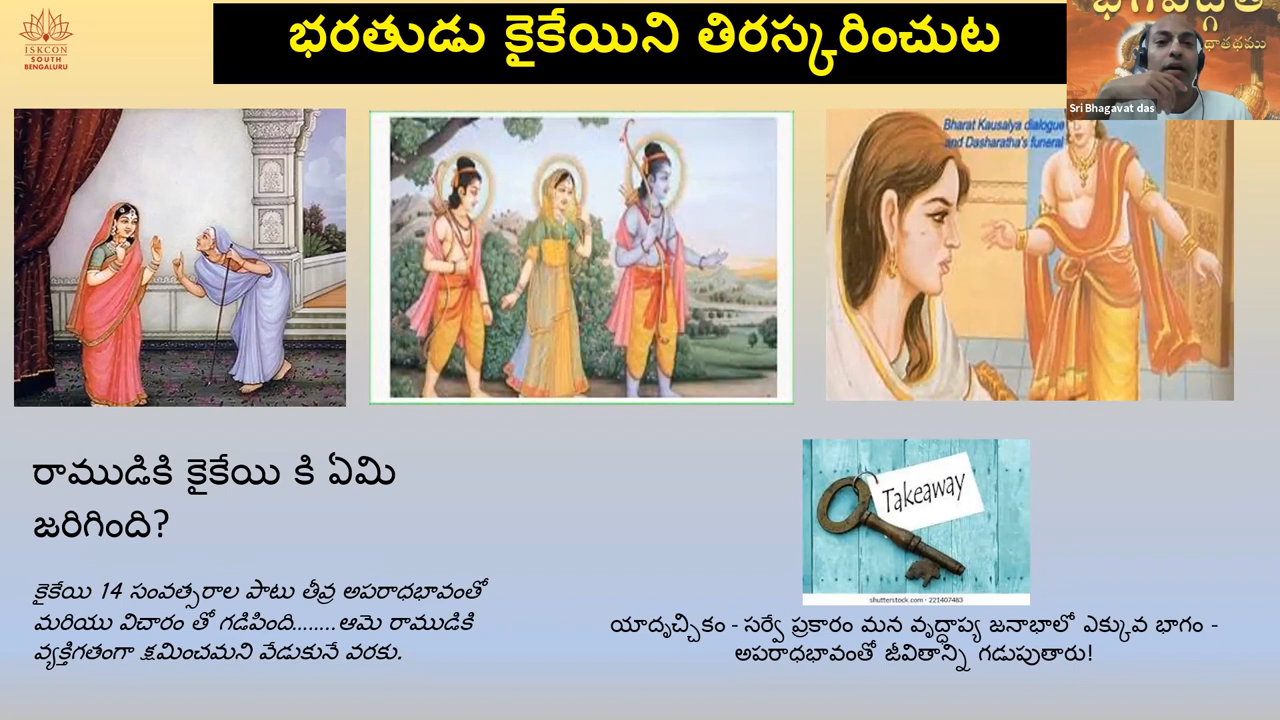 ISKCON
SOUTH
BENGALURU
భరతుడు కైకేయిని తిరస్కరించుట
భగవద్గీత
థాతథము
Sri Bhagavat das
Bharat Kausalya dialogue
and Dasharatha's funeral
రాముడికి కైకేయి కి ఏమి
జరిగింది?
కైకేయి 14 సంవత్సరాల పాటు తీవ్ర అపరాధభావంతో
మరియు విచారం తో గడిపింది........ఆమె రాముడికి
వ్యక్తిగతంగా క్షమించమని వేడుకునే వరకు.
Takeaway
shutterstock.com · 221407483
యాదృచ్చికం - సర్వే ప్రకారం మన వృద్ధాప్య జనాభాలో ఎక్కువ భాగం -
అపరాధభావంతో జీవితాన్ని గడుపుతారు!